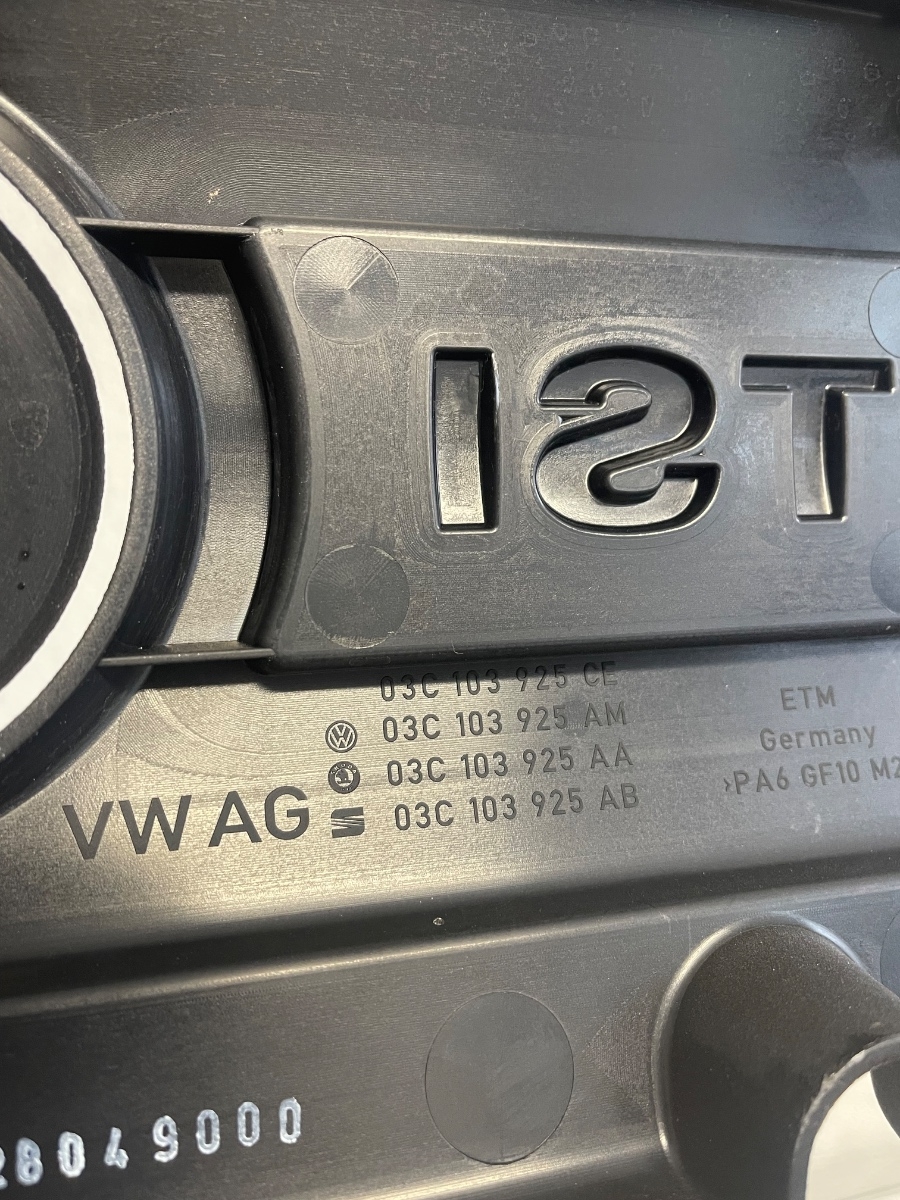 TSI
03C 103 925 CE
03C 103 925 AM
03C 103 925 AA
VW AG
03C 103 925 AB
ETM
Germany
>PA6 GF10 M2
28049000